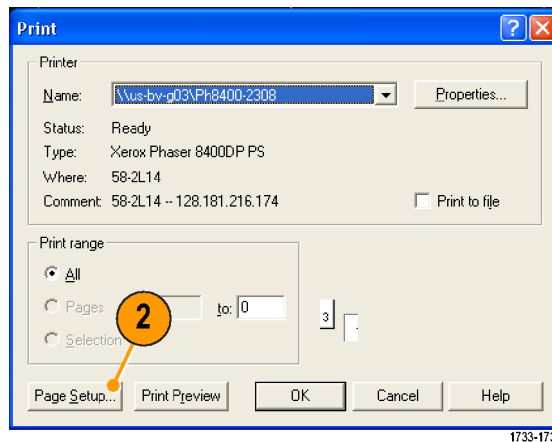 Print
Printer
Name: \\us-bv-g03\Ph8400-2308 Properties...
Status: Ready
Type: Xerox Phaser 8400DP PS
Where: 58-2L14
Comment: 58-2L14 -- 128.181.216.174 Print to file
Print range
All
Pages to: 0
Selection
2
3
Page Setup... Print Preview OK Cancel Help